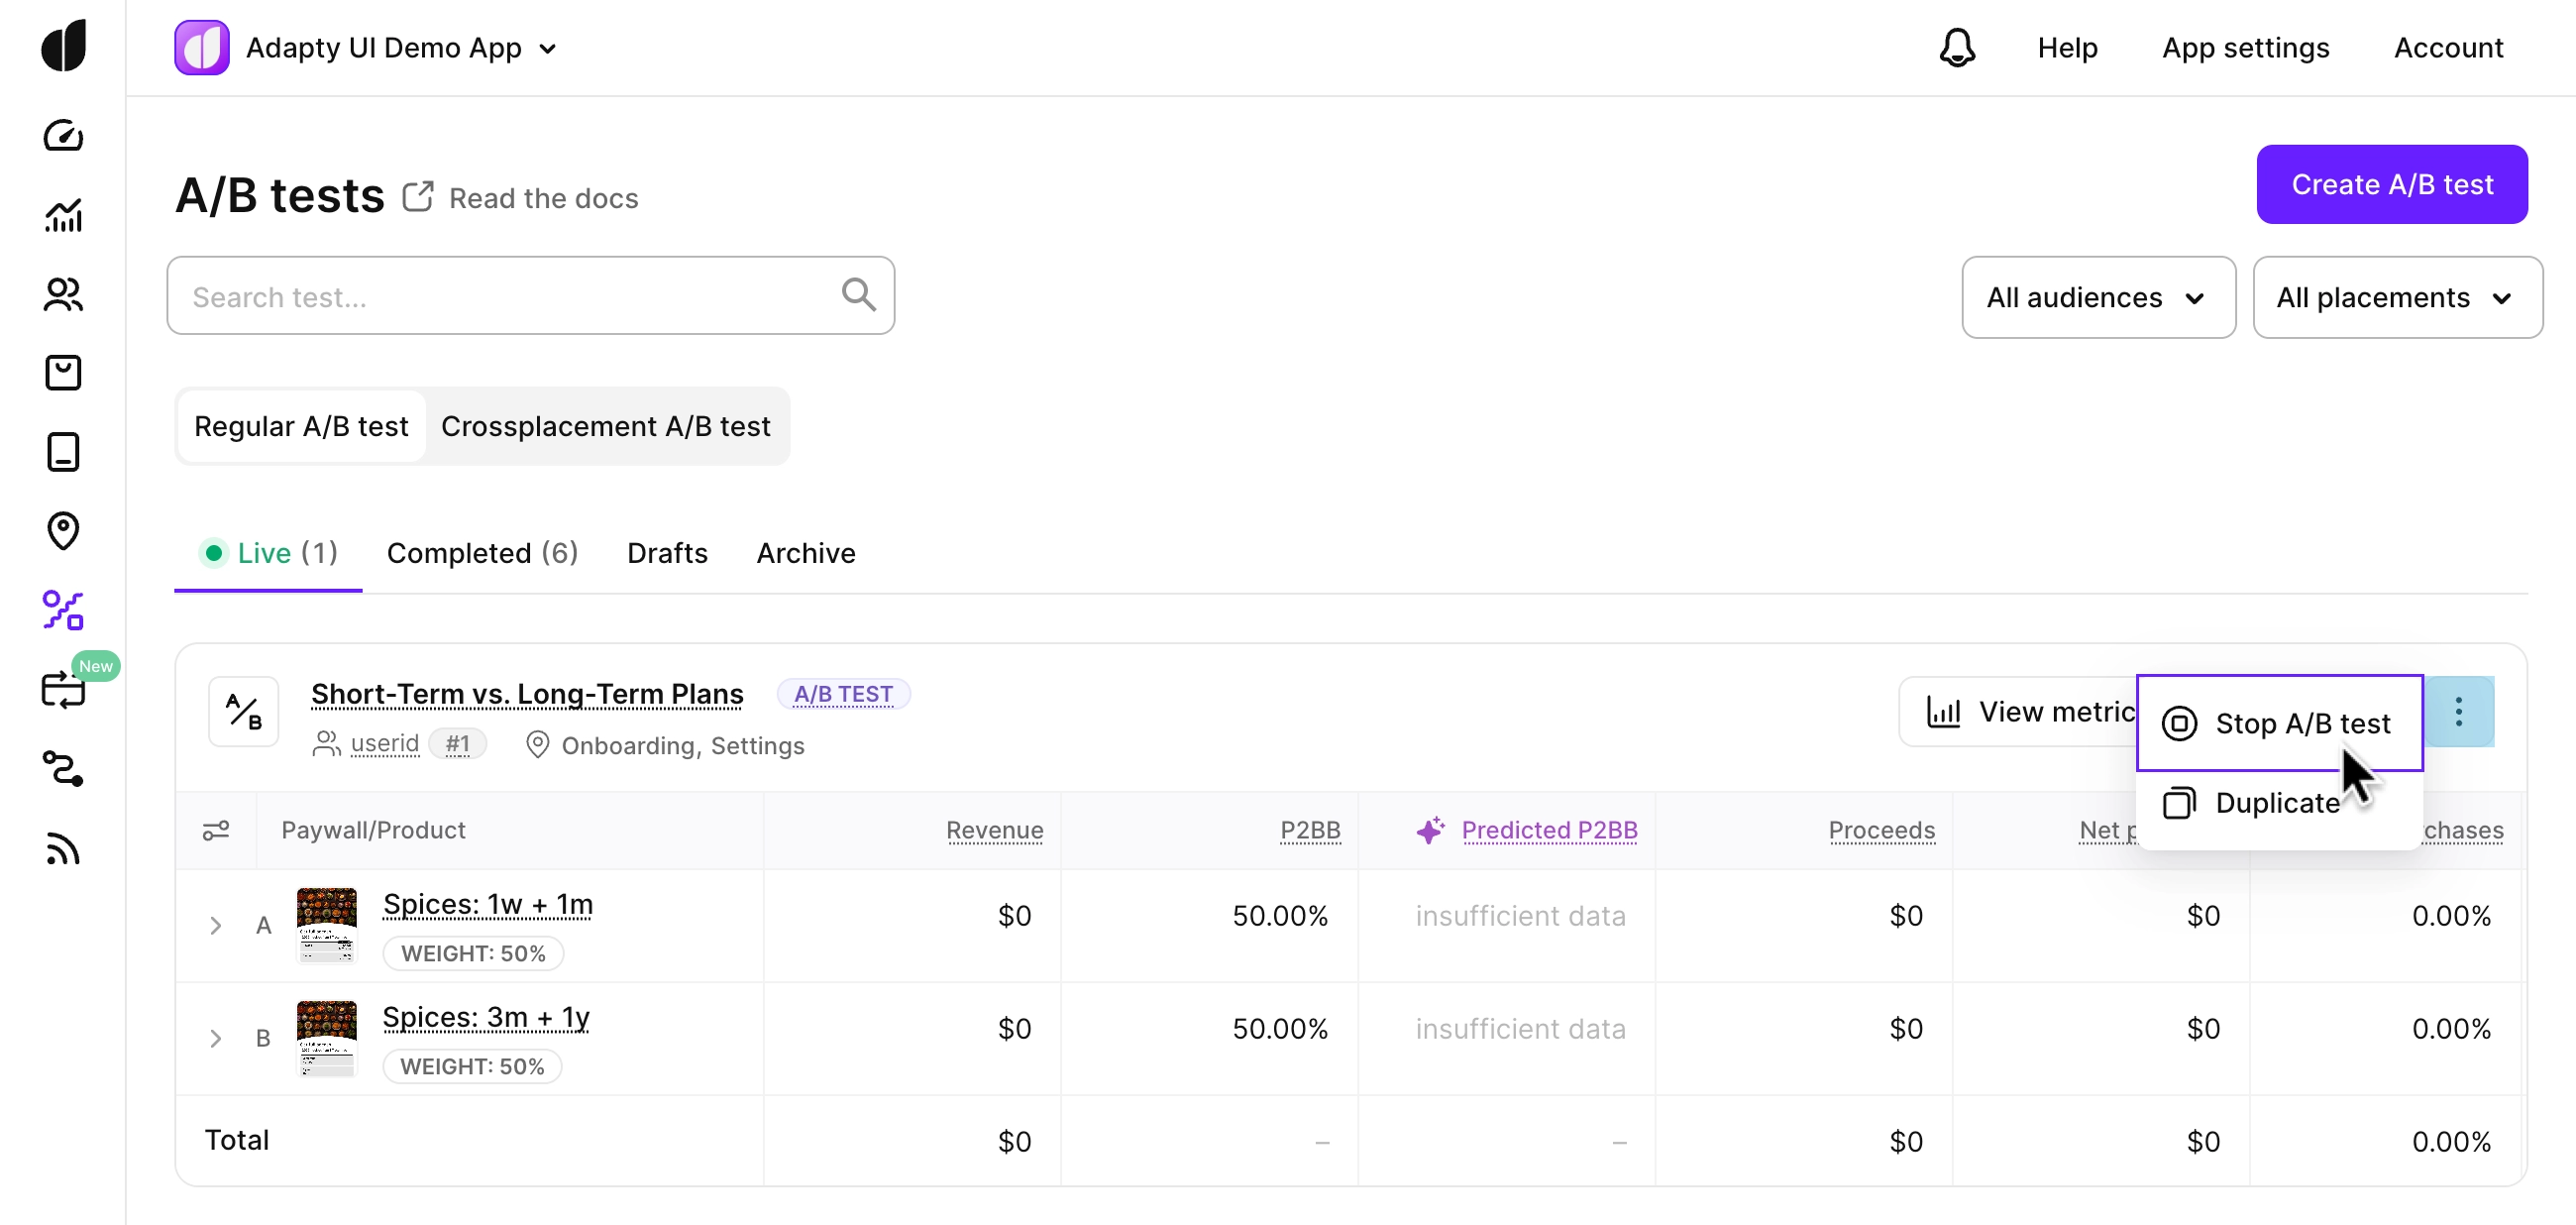 Adapty UI Demo App
Help
App settings
Account
A/B tests
Read the docs
Create A/B test
Search test...
All audiences
All placements
Regular A/B test
Crossplacement A/B test
Live (1)
Completed (6)
Drafts
Archive
New
A/B
Short-Term vs. Long-Term Plans
A/B TEST
userid #1
Onboarding, Settings
View metric
Stop A/B test
Duplicate
Paywall/Product
Revenue
P2BB
Predicted P2BB
Proceeds
Net p
chases
A
Spices: 1w + 1m
WEIGHT: 50%
$0
50.00%
insufficient data
$0
$0
0.00%
B
Spices: 3m + 1y
WEIGHT: 50%
$0
50.00%
insufficient data
$0
$0
0.00%
Total
$0
–
–
$0
$0
0.00%